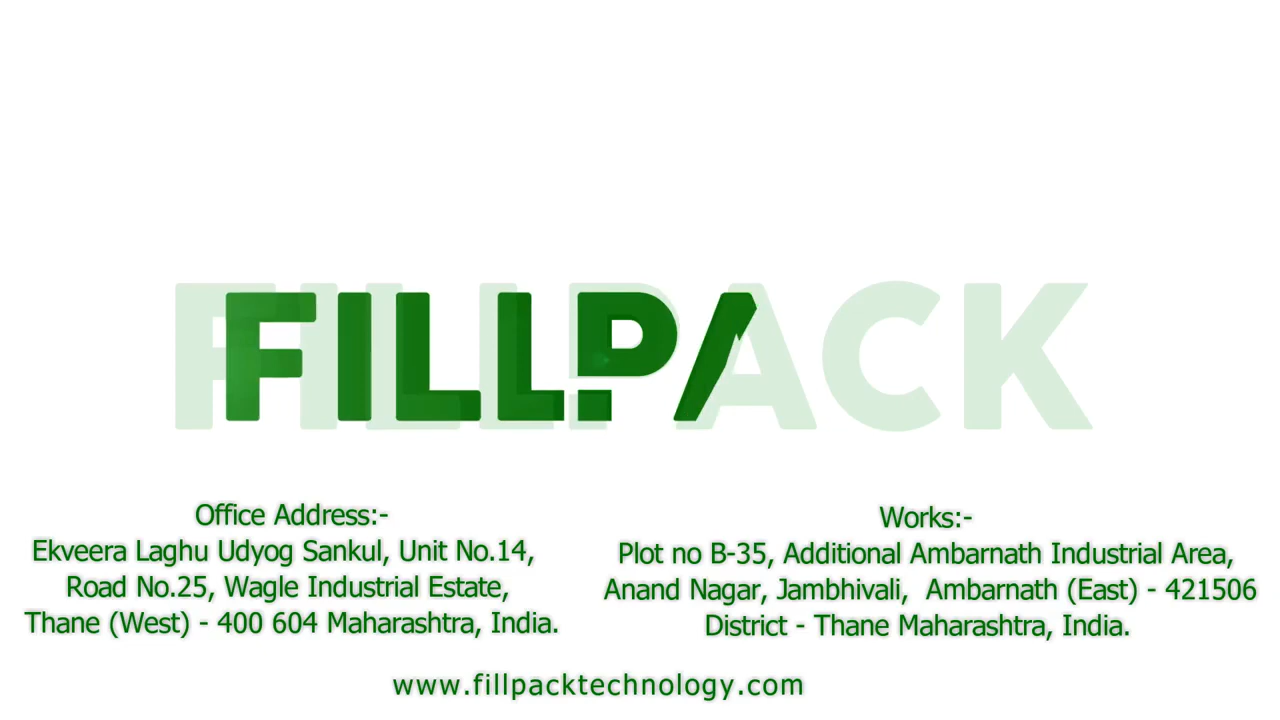 FILLPACK
Office Address:-
Ekveera Laghu Udyog Sankul, Unit No.14,
Road No.25, Wagle Industrial Estate,
Thane (West) - 400 604 Maharashtra, India.
Works:-
Plot no B-35, Additional Ambarnath Industrial Area,
Anand Nagar, Jambhivali, Ambarnath (East) - 421506
District - Thane Maharashtra, India.
www.fillpacktechnology.com